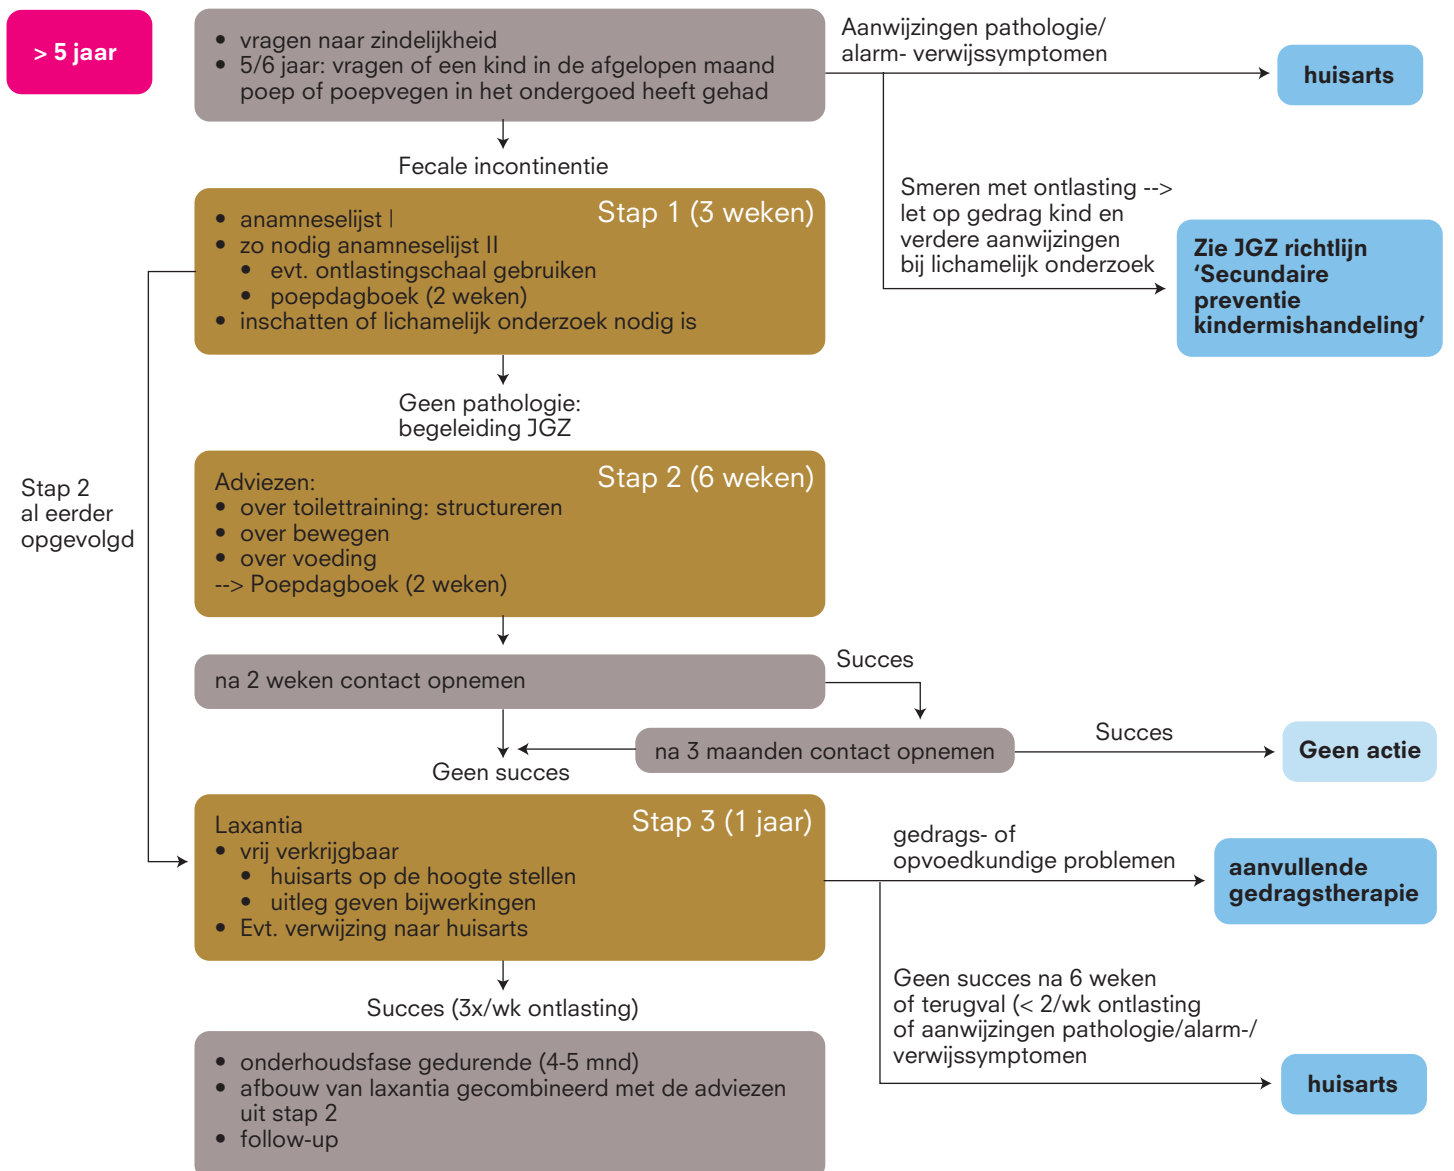 > 5 jaar
• vragen naar zindelijkheid
• 5/6 jaar: vragen of een kind in de afgelopen maand
poep of poepvegen in het ondergoed heeft gehad
Aanwijzingen pathologie/
alarm- verwijssymptomen
huisarts
Smeren met ontlasting -->
let op gedrag kind en
verdere aanwijzingen
bij lichamelijk onderzoek
Zie JGZ richtlijn
‘Secundaire
preventie
kindermishandeling’
Fecale incontinentie
Stap 1 (3 weken)
• anamneselijst I
• zo nodig anamneselijst II
• evt. ontlastingschaal gebruiken
• poepdagboek (2 weken)
• inschatten of lichamelijk onderzoek nodig is
Geen pathologie:
begeleiding JGZ
Stap 2
al eerder
opgevolgd
Stap 2 (6 weken)
Adviezen:
• over toilettraining: structureren
• over bewegen
• over voeding
--> Poepdagboek (2 weken)
na 2 weken contact opnemen
Succes
na 3 maanden contact opnemen
Succes
Geen actie
Geen succes
Stap 3 (1 jaar)
Laxantia
• vrij verkrijgbaar
• huisarts op de hoogte stellen
• uitleg geven bijwerkingen
• Evt. verwijzing naar huisarts
gedrags- of
opvoedkundige problemen
aanvullende
gedragstherapie
Geen succes na 6 weken
of terugval (< 2/wk ontlasting
of aanwijzingen pathologie/alarm-/
verwijssymptomen
huisarts
Succes (3x/wk ontlasting)
• onderhoudsfase gedurende (4-5 mnd)
• afbouw van laxantia gecombineerd met de adviezen
uit stap 2
• follow-up